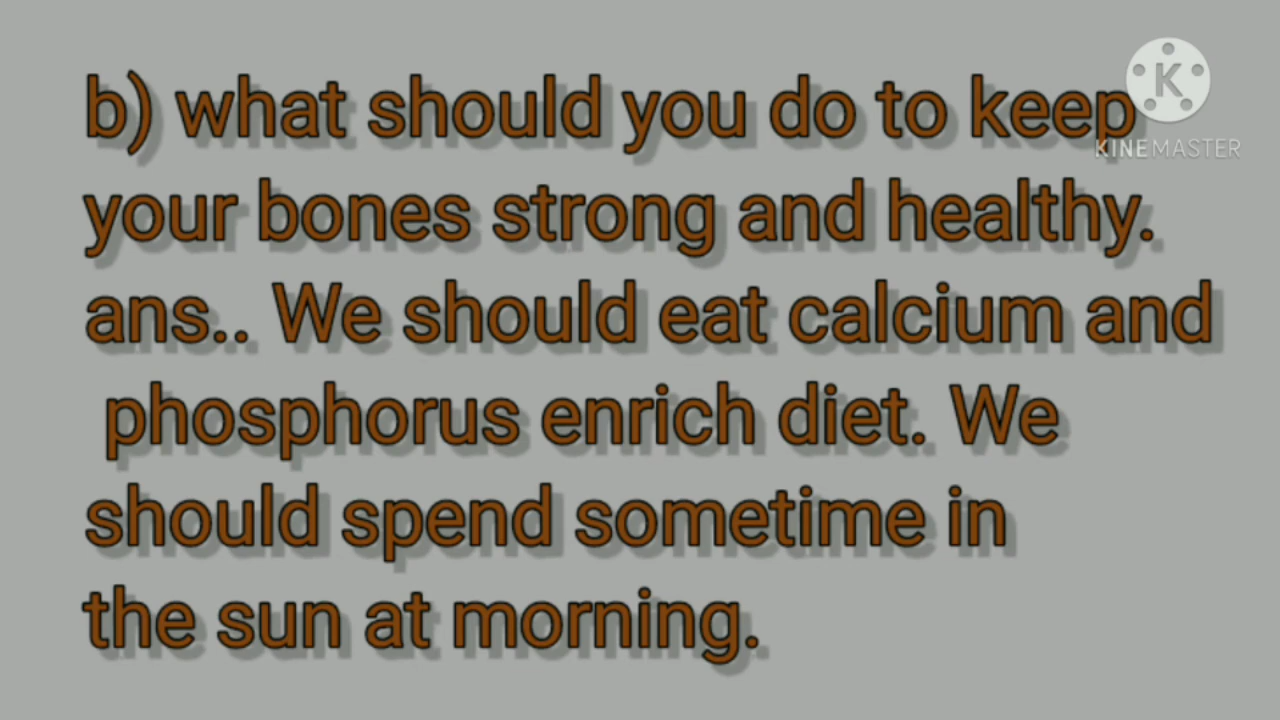 b) what should you do to keep
K
KINEMASTER
your bones strong and healthy.
ans.. We should eat calcium and
phosphorus enrich diet. We
should spend sometime in
the sun at morning.